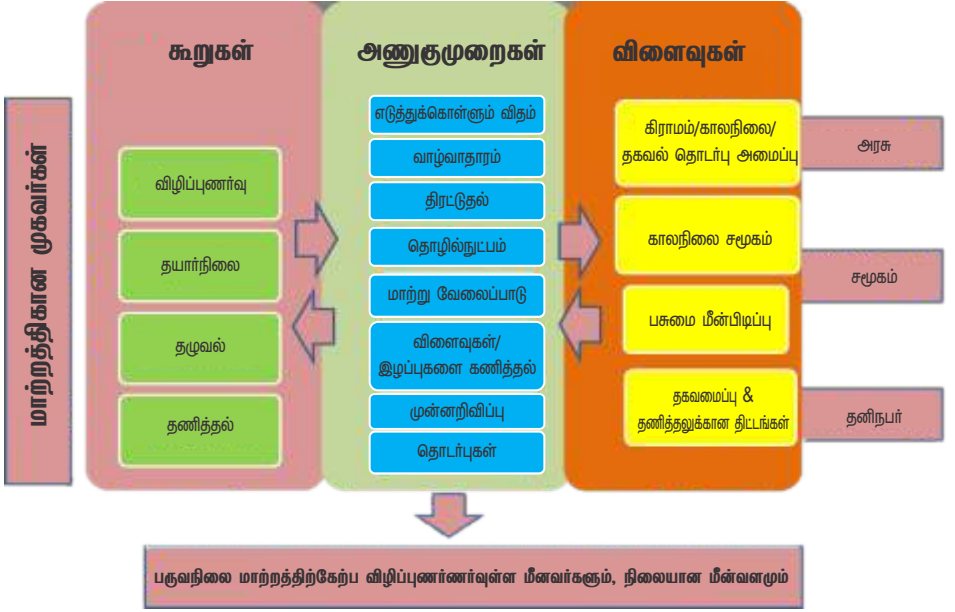 மாற்றத்திகான முகவர்கள்
கூறுகள்
விழிப்புணர்வு
தயார்நிலை
தழுவல்
தணித்தல்
அணுகுமுறைகள்
எடுத்துக்கொள்ளும் விதம்
வாழ்வாதாரம்
திரட்டுதல்
தொழில்நுட்பம்
மாற்று வேலைப்பாடு
விளைவுகள்/
இழப்புகளை கணித்தல்
முன்னறிவிப்பு
தொடர்புகள்
விளைவுகள்
கிராமம்/காலநிலை/
தகவல் தொடர்பு அமைப்பு
காலநிலை சமூகம்
பசுமை மீன்பிடிப்பு
தகவமைப்பு &
தணித்தலுக்கான திட்டங்கள்
அரசு
சமூகம்
தனிநபர்
பருவநிலை மாற்றத்திற்கேற்ப விழிப்புணர்ணர்வுள்ள மீனவர்களும், நிலையான மீன்வளமும்